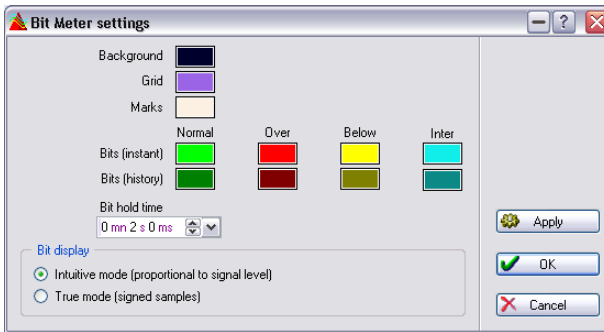 Bit Meter settings
Background
Grid
Marks
Normal Over Below Inter
Bits (instant)
Bits (history)
Bit hold time
0 mn 2 s 0 ms
Bit display
Intuitive mode (proportional to signal level)
True mode (signed samples)
Apply
OK
Cancel